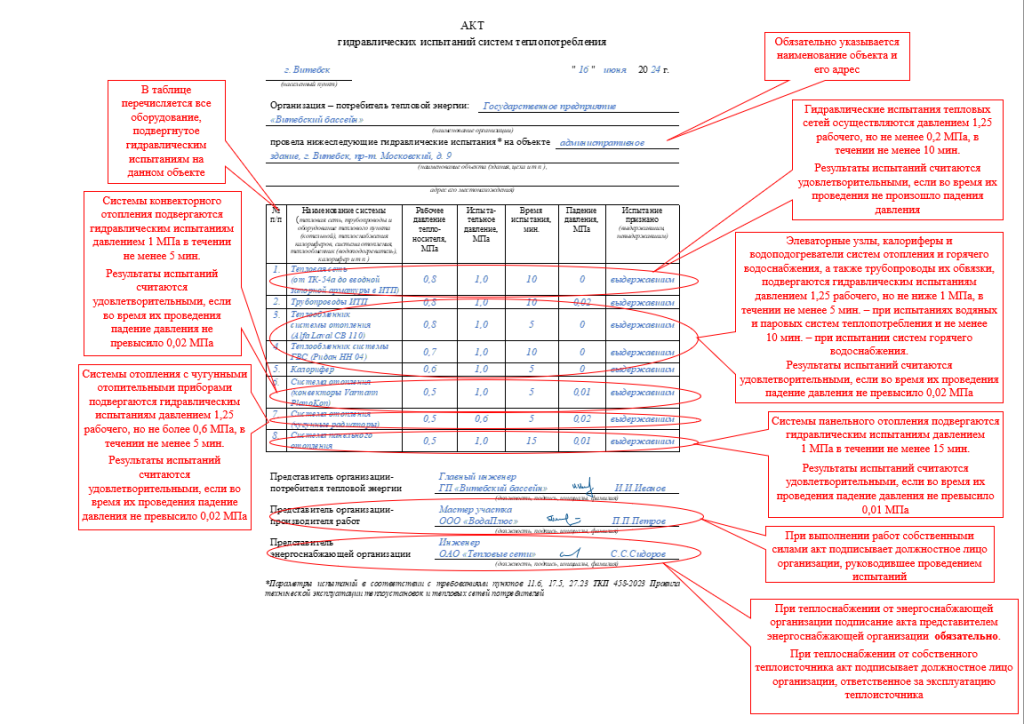 АКТ
гидравлических испытаний систем теплопотребления
г. Витебск
" 16 " июня 20 24 г.
(населенный пункт)
Организация – потребитель тепловой энергии: Государственное предприятие
«Витебский бассейн»
(наименование организации)
провела нижеследующие гидравлические испытания* на объекте административное
здание, г. Витебск, пр-т. Московский, д. 9
(наименование объекта (здания, цеха и т.п.),
адрес его местонахождения)
№ п/п
Наименование системы
(тепловая сеть, трубопроводы и
оборудование теплового пункта
(котельной), теплоснабжения
калориферов, система отопления,
теплообменник (водоподогреватель),
калорифер и т.п.)
Рабочее
давление
тепло-
носителя,
МПа
Испыта-
тельное
давление,
МПа
Время
испытания,
мин.
Падение
давления,
МПа
Испытание
признано
(выдержавшим
невыдержавшим)
1. Тепловая сеть
(от ТК-54а до вводной
запорной арматуры в ИТП) 0,8 1,0 10 0 выдержавшим
2. Трубопроводы ИТП 0,8 1,0 10 0,02 выдержавшим
3. Теплообменник
системы отопления
(Alfa Laval CB 110) 0,8 1,0 5 0 выдержавшим
4. Теплообменник системы
ГВС (Ридан НН 04) 0,7 1,0 10 0 выдержавшим
5. Калорифер 0,6 1,0 5 0 выдержавшим
6. Система отопления
(конвекторы Varmann
PlanoKon) 0,5 1,0 5 0,01 выдержавшим
7. Система отопления
(чугунные радиаторы) 0,5 0,6 5 0,02 выдержавшим
8. Система панельного
отопления 0,5 1,0 15 0,01 выдержавшим
Представитель организации-
потребителя тепловой энергии
Главный инженер
ГП «Витебский бассейн» И.И.Иванов
(должность, подпись, инициалы, фамилия)
Представитель организации-
производителя работ
Мастер участка
ООО «ВодаПлюс» П.П.Петров
(должность, подпись, инициалы, фамилия)
Представитель
энергоснабжающей организации
Инженер
ОАО «Тепловые сети» С.С.Сидоров
(должность, подпись, инициалы, фамилия)
*Параметры испытаний в соответствии с требованиями пунктов 11.6, 17.5, 27.23 ТКП 458-2023 Правила
технической эксплуатации теплоустановок и тепловых сетей потребителей
В таблице
перечисляется все
оборудование,
подвергнутое
гидравлическим
испытаниям на
данном объекте
Системы конвекторного
отопления подвергаются
гидравлическим испытаниям
давлением 1 МПа в течении
не менее 5 мин.
Результаты испытаний
считаются
удовлетворительными, если
во время их проведения
падение давления не
превысило 0,02 МПа
Системы отопления с чугунными
отопительными приборами
подвергаются гидравлическим
испытаниям давлением 1,25
рабочего, но не более 0,6 МПа, в
течении не менее 5 мин.
Результаты испытаний
считаются
удовлетворительными, если во
время их проведения падение
давления не превысило 0,02 МПа
Обязательно указывается
наименование объекта и
его адрес
Гидравлические испытания тепловых
сетей осуществляются давлением 1,25
рабочего, но не менее 0,2 МПа, в
течении не менее 10 мин.
Результаты испытаний считаются
удовлетворительными, если во время их
проведения не произошло падения
давления
Элеваторные узлы, калориферы и
водоподогреватели систем отопления и горячего
водоснабжения, а также трубопроводы их обвязки,
подвергаются гидравлическим испытаниям
давлением 1,25 рабочего, но не ниже 1 МПа, в
течении не менее 5 мин. – при испытаниях водяных
и паровых систем теплопотребления и не менее
10 мин. – при испытании систем горячего
водоснабжения.
Результаты испытаний считаются
удовлетворительными, если во время их проведения
падение давления не превысило 0,02 МПа
Системы панельного отопления подвергаются
гидравлическим испытаниям давлением
1 МПа в течении не менее 15 мин.
Результаты испытаний считаются
удовлетворительными, если во время их
проведения падение давления не превысило
0,01 МПа
При выполнении работ собственными
силами акт подписывает должностное лицо
организации, руководившее проведением
испытаний
При теплоснабжении от энергоснабжающей
организации подписание акта представителем
энергоснабжающей организации обязательно.
При теплоснабжении от собственного
теплоисточника акт подписывает должностное лицо
организации, ответственное за эксплуатацию
теплоисточника